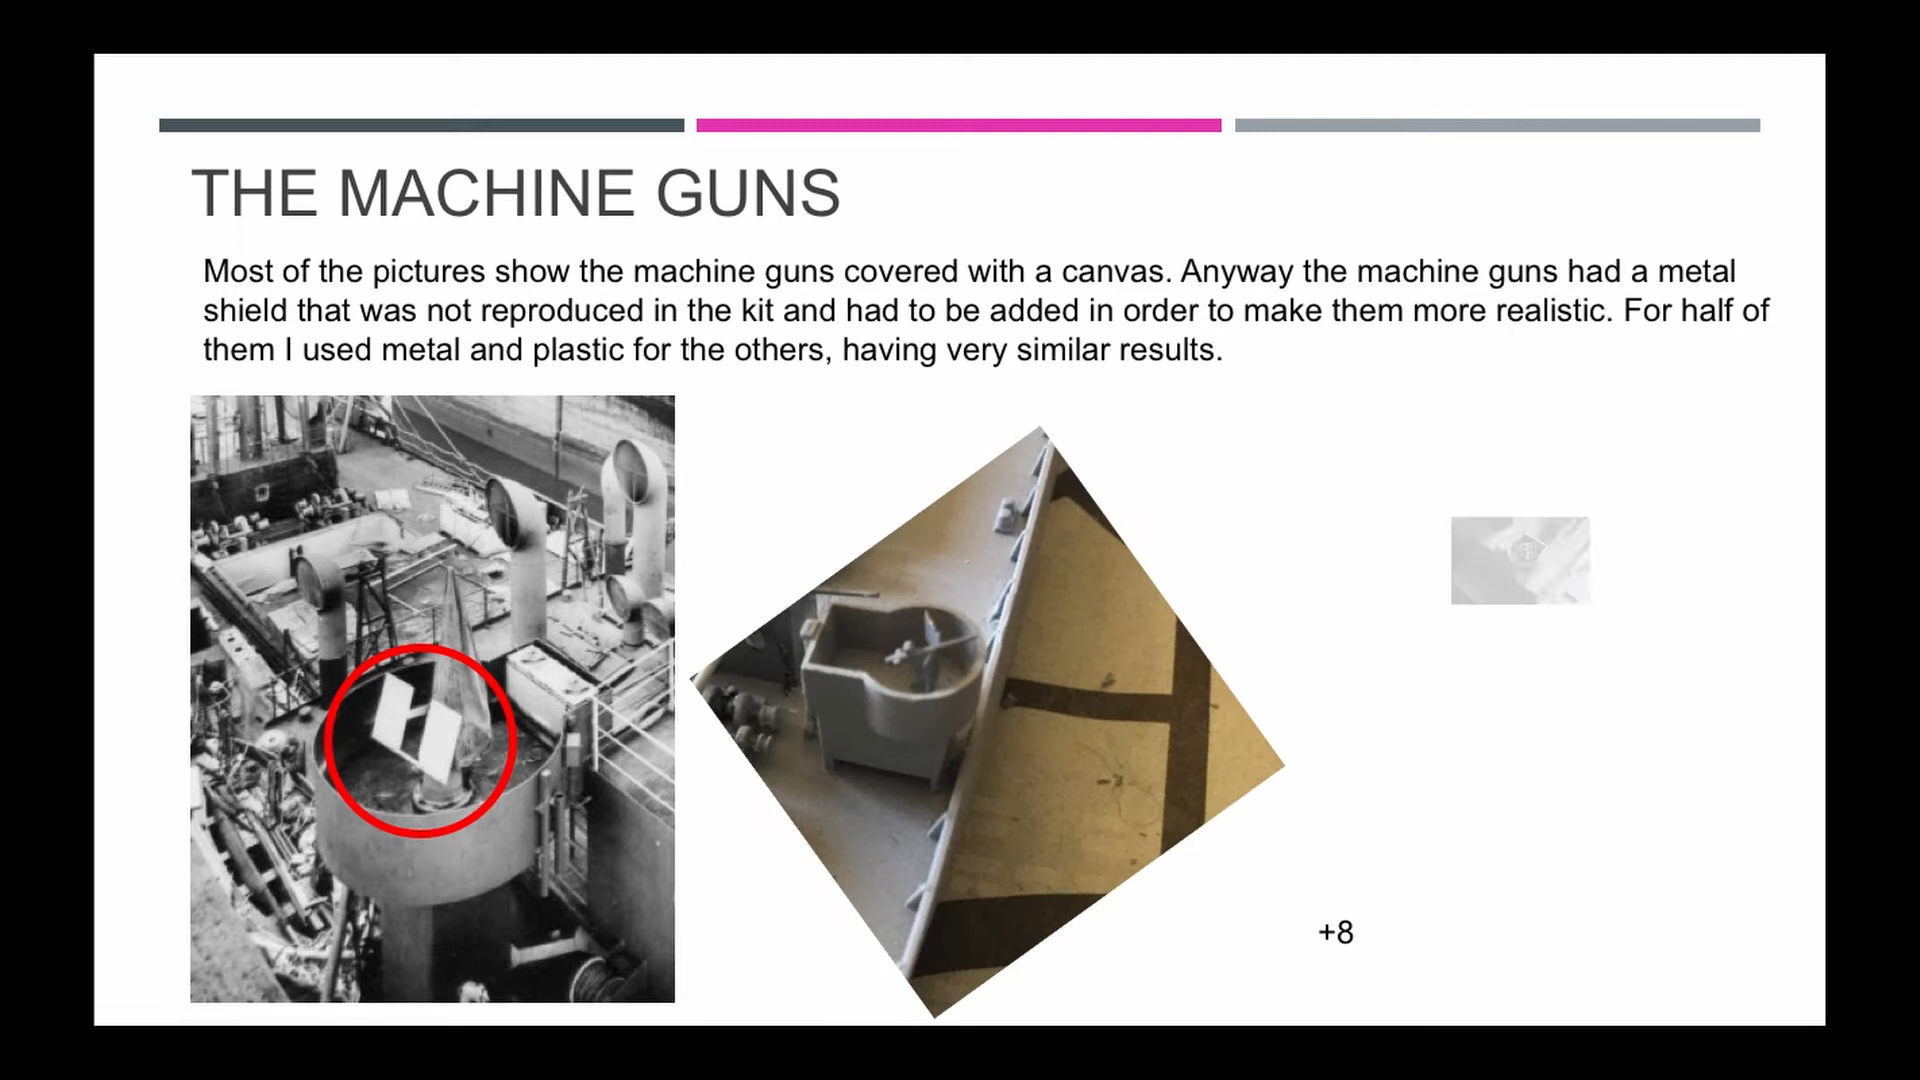 THE MACHINE GUNS
Most of the pictures show the machine guns covered with a canvas. Anyway the machine guns had a metal
shield that was not reproduced in the kit and had to be added in order to make them more realistic. For half of
them I used metal and plastic for the others, having very similar results.
+8